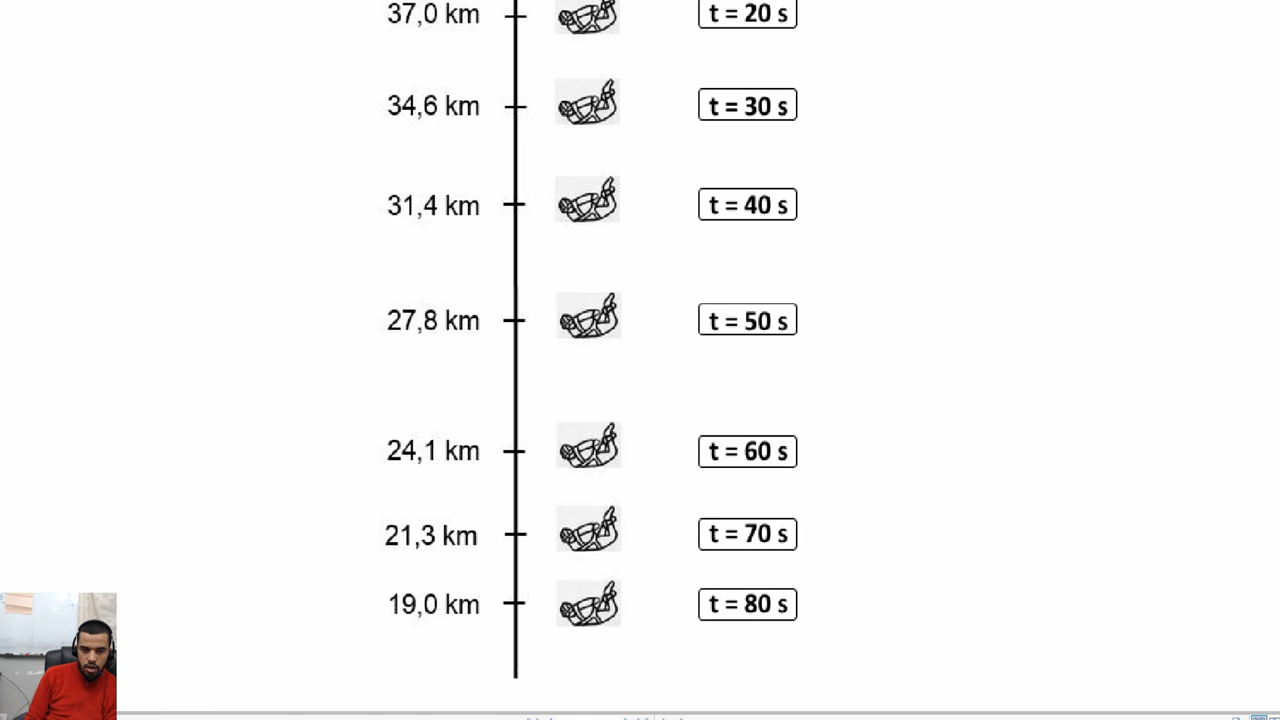 37,0 km t = 20 s
34,6 km t = 30 s
31,4 km t = 40 s
27,8 km t = 50 s
24,1 km t = 60 s
21,3 km t = 70 s
19,0 km t = 80 s